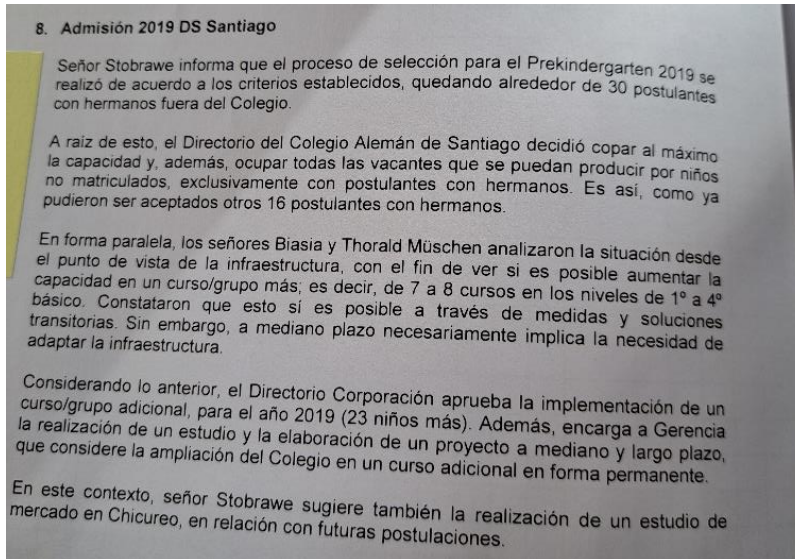 8. Admisión 2019 DS Santiago
Señor Stobrawe informa que el proceso de selección para el Prekindergarten 2019 se
realizó de acuerdo a los criterios establecidos, quedando alrededor de 30 postulantes
con hermanos fuera del Colegio.
A raiz de esto, el Directorio del Colegio Alemán de Santiago decidió copar al máximo
la capacidad y, además, ocupar todas las vacantes que se puedan producir por niños
no matriculados, exclusivamente con postulantes con hermanos. Es así, como ya
pudieron ser aceptados otros 16 postulantes con hermanos.
En forma paralela, los señores Biasia y Thorald Müschen analizaron la situación desde
el punto de vista de la infraestructura, con el fin de ver si es posible aumentar la
capacidad en un curso/grupo más; es decir, de 7 a 8 cursos en los niveles de 1º a 4º
básico. Constataron que esto sí es posible a través de medidas y soluciones
transitorias. Sin embargo, a mediano plazo necesariamente implica la necesidad de
adaptar la infraestructura.
Considerando lo anterior, el Directorio Corporación aprueba la implementación de un
curso/grupo adicional, para el año 2019 (23 niños más). Además, encarga a Gerencia
la realización de un estudio y la elaboración de un proyecto a mediano y largo plazo,
que considere la ampliación del Colegio en un curso adicional en forma permanente.
En este contexto, señor Stobrawe sugiere también la realización de un estudio de
mercado en Chicureo, en relación con futuras postulaciones.